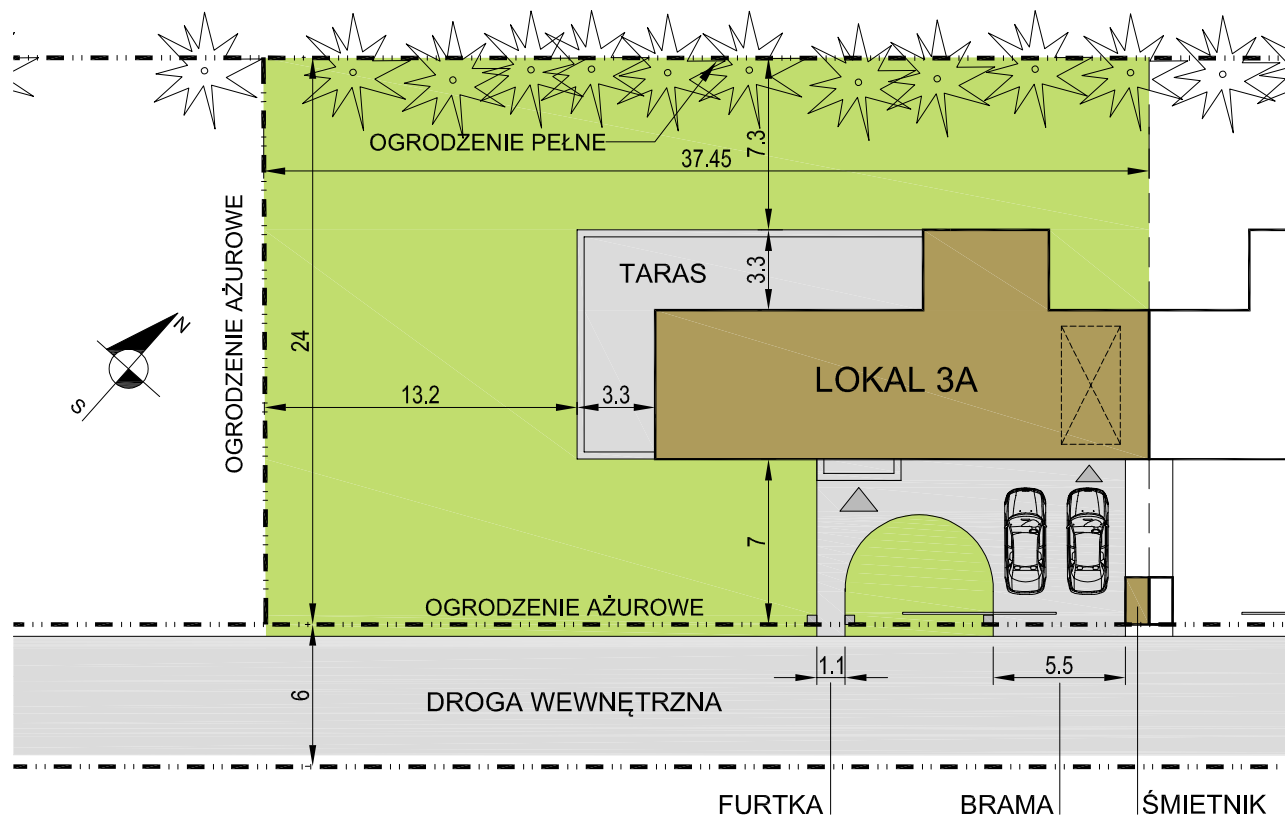 OGRODZENIE PEŁNE
7.3
37.45
OGRODZENIE AŻUROWE
TARAS
3.3
N
S
24
13.2
3.3
LOKAL 3A
7
OGRODZENIE AŻUROWE
1.1
5.5
6
DROGA WEWNĘTRZNA
FURTKA
BRAMA
ŚMIETNIK